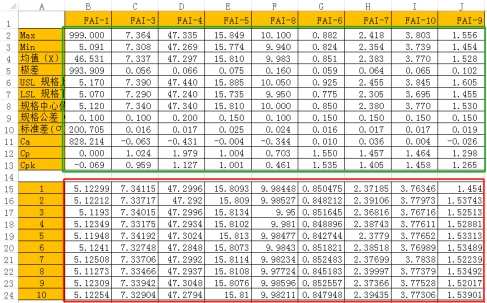 A B C D E F G H I J
1 FAI-1 FAI-3 FAI-4 FAI-5 FAI-8 FAI-6 FAI-7 FAI-10 FAI-9
2 Max 999.000 7.364 47.335 15.849 10.100 0.882 2.418 3.803 1.556
3 Min 5.091 7.308 47.269 15.774 9.940 0.824 2.354 3.739 1.454
4 均值（X） 46.531 7.337 47.297 15.810 9.983 0.851 2.383 3.770 1.528
5 极差 993.909 0.056 0.066 0.075 0.160 0.059 0.064 0.065 0.102
6 USL 规格 5.170 7.390 47.440 15.885 10.050 0.925 2.455 3.845 1.605
7 LSL 规格 5.070 7.290 47.240 15.735 9.950 0.775 2.305 3.695 1.455
8 规格中心值 5.120 7.340 47.340 15.810 10.000 0.850 2.380 3.770 1.530
9 规格公差（ 0.100 0.100 0.200 0.150 0.100 0.150 0.150 0.150 0.150
10 标准差(σ 200.705 0.016 0.017 0.025 0.024 0.016 0.017 0.017 0.019
11 Ca 828.214 -0.063 -0.431 -0.004 -0.344 0.010 0.036 0.004 -0.026
12 Cp 0.000 1.024 1.979 1.004 0.703 1.550 1.457 1.464 1.298
13 Cpk -0.069 0.959 1.127 1.001 0.461 1.535 1.405 1.458 1.265
14
15 1 5.12299 7.34115 47.2996 15.8093 9.98448 0.850475 2.37185 3.76346 1.454
16 2 5.12212 7.33717 47.292 15.809 9.98527 0.848212 2.39106 3.77973 1.53743
17 3 5.1193 7.34015 47.2996 15.8134 9.95 0.851645 2.36816 3.76716 1.52513
18 4 5.12349 7.33175 47.2934 15.8102 9.981 0.848896 2.38743 3.77611 1.52881
19 5 5.11948 7.34192 47.3024 15.813 9.98477 0.842744 2.3779 3.77652 1.53313
20 6 5.1241 7.32748 47.2848 15.8073 9.9843 0.851821 2.38518 3.76989 1.53489
21 7 5.12508 7.33706 47.2992 15.8114 9.98234 0.852483 2.37699 3.7838 1.52239
22 8 5.11273 7.33466 47.2937 15.8108 9.97724 0.845183 2.39997 3.77379 1.53492
23 9 5.12309 7.33942 47.3048 15.8076 9.98596 0.852557 2.37366 3.77528 1.52017
24 10 5.12254 7.32904 47.2794 15.81 9.98211 0.847948 2.39435 3.77306 1.53901